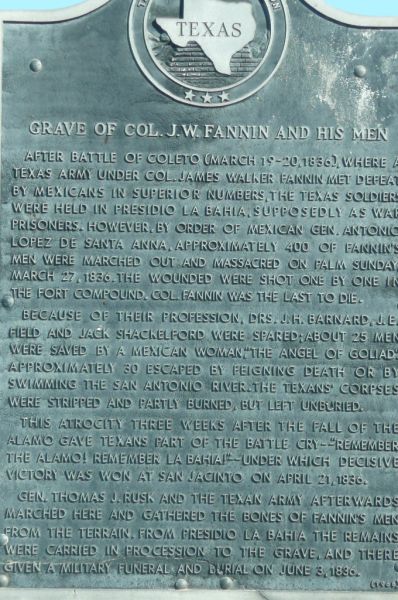 TEXAS
GRAVE OF COL. J.W. FANNIN AND HIS MEN
AFTER BATTLE OF COLETO (MARCH 19-20, 1836), WHERE A
TEXAS ARMY UNDER COL. JAMES WALKER FANNIN MET DEFEAT
BY MEXICANS IN SUPERIOR NUMBERS, THE TEXAS SOLDIERS
WERE HELD IN PRESIDIO LA BAHIA, SUPPOSEDLY AS WAR
PRISONERS. HOWEVER, BY ORDER OF MEXICAN GEN. ANTONIO
LOPEZ DE SANTA ANNA, APPROXIMATELY 400 OF FANNIN'S
MEN WERE MARCHED OUT AND MASSACRED ON PALM SUNDAY,
MARCH 27, 1836. THE WOUNDED WERE SHOT ONE BY ONE IN
THE FORT COMPOUND. COL. FANNIN WAS THE LAST TO DIE.
BECAUSE OF THEIR PROFESSION, DRS. J.H. BARNARD, J.E.
FIELD AND JACK SHACKELFORD WERE SPARED; ABOUT 25 MEN
WERE SAVED BY A MEXICAN WOMAN, "THE ANGEL OF GOLIAD".
APPROXIMATELY 30 ESCAPED BY FEIGNING DEATH OR BY
SWIMMING THE SAN ANTONIO RIVER. THE TEXANS' CORPSES
WERE STRIPPED AND PARTLY BURNED, BUT LEFT UNBURIED.
THIS ATROCITY THREE WEEKS AFTER THE FALL OF THE
ALAMO GAVE TEXANS PART OF THE BATTLE CRY--"REMEMBER
THE ALAMO! REMEMBER LA BAHIA!"--UNDER WHICH DECISIVE
VICTORY WAS WON AT SAN JACINTO ON APRIL 21, 1836.
GEN. THOMAS J. RUSK AND THE TEXAN ARMY AFTERWARDS
MARCHED HERE AND GATHERED THE BONES OF FANNIN'S MEN
FROM THE TERRAIN. FROM PRESIDIO LA BAHIA THE REMAINS
WERE CARRIED IN PROCESSION TO THE GRAVE, AND THERE
GIVEN A MILITARY FUNERAL AND BURIAL ON JUNE 3, 1836.